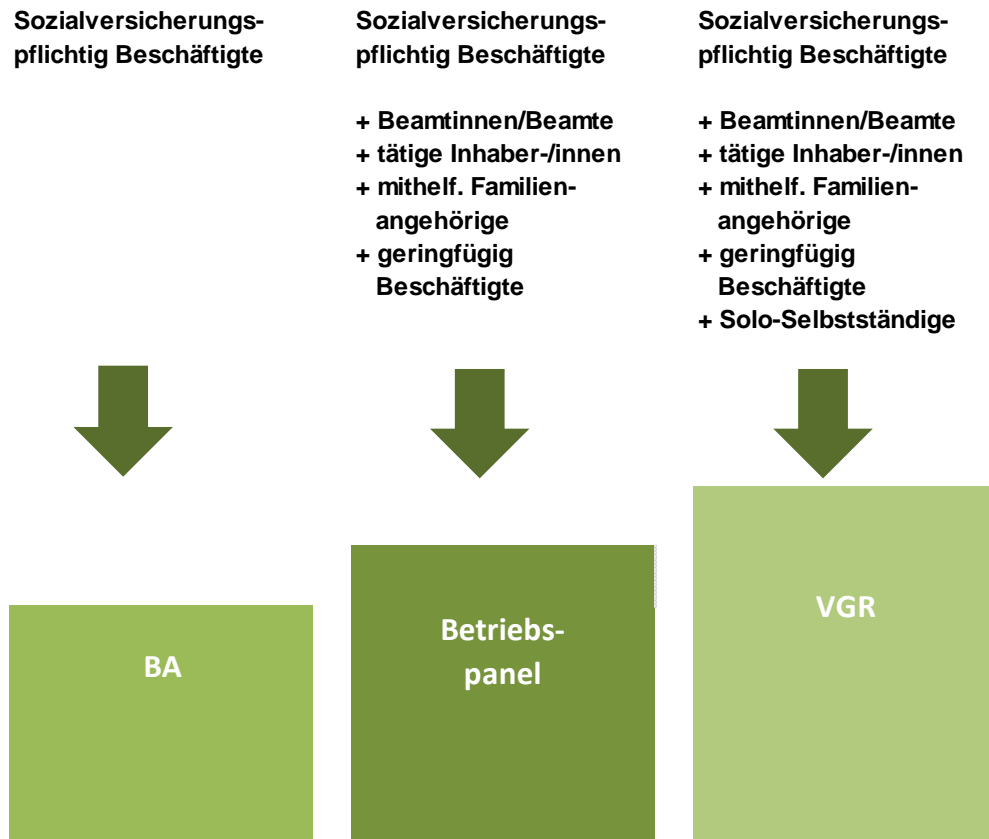 Sozialversicherungs-
pflichtig Beschäftigte
Sozialversicherungs-
pflichtig Beschäftigte
+ Beamtinnen/Beamte
+ tätige Inhaber-/innen
+ mithelf. Familien-
angehörige
+ geringfügig
Beschäftigte
Sozialversicherungs-
pflichtig Beschäftigte
+ Beamtinnen/Beamte
+ tätige Inhaber-/innen
+ mithelf. Familien-
angehörige
+ geringfügig
Beschäftigte
+ Solo-Selbstständige
BA
Betriebs-
panel
VGR